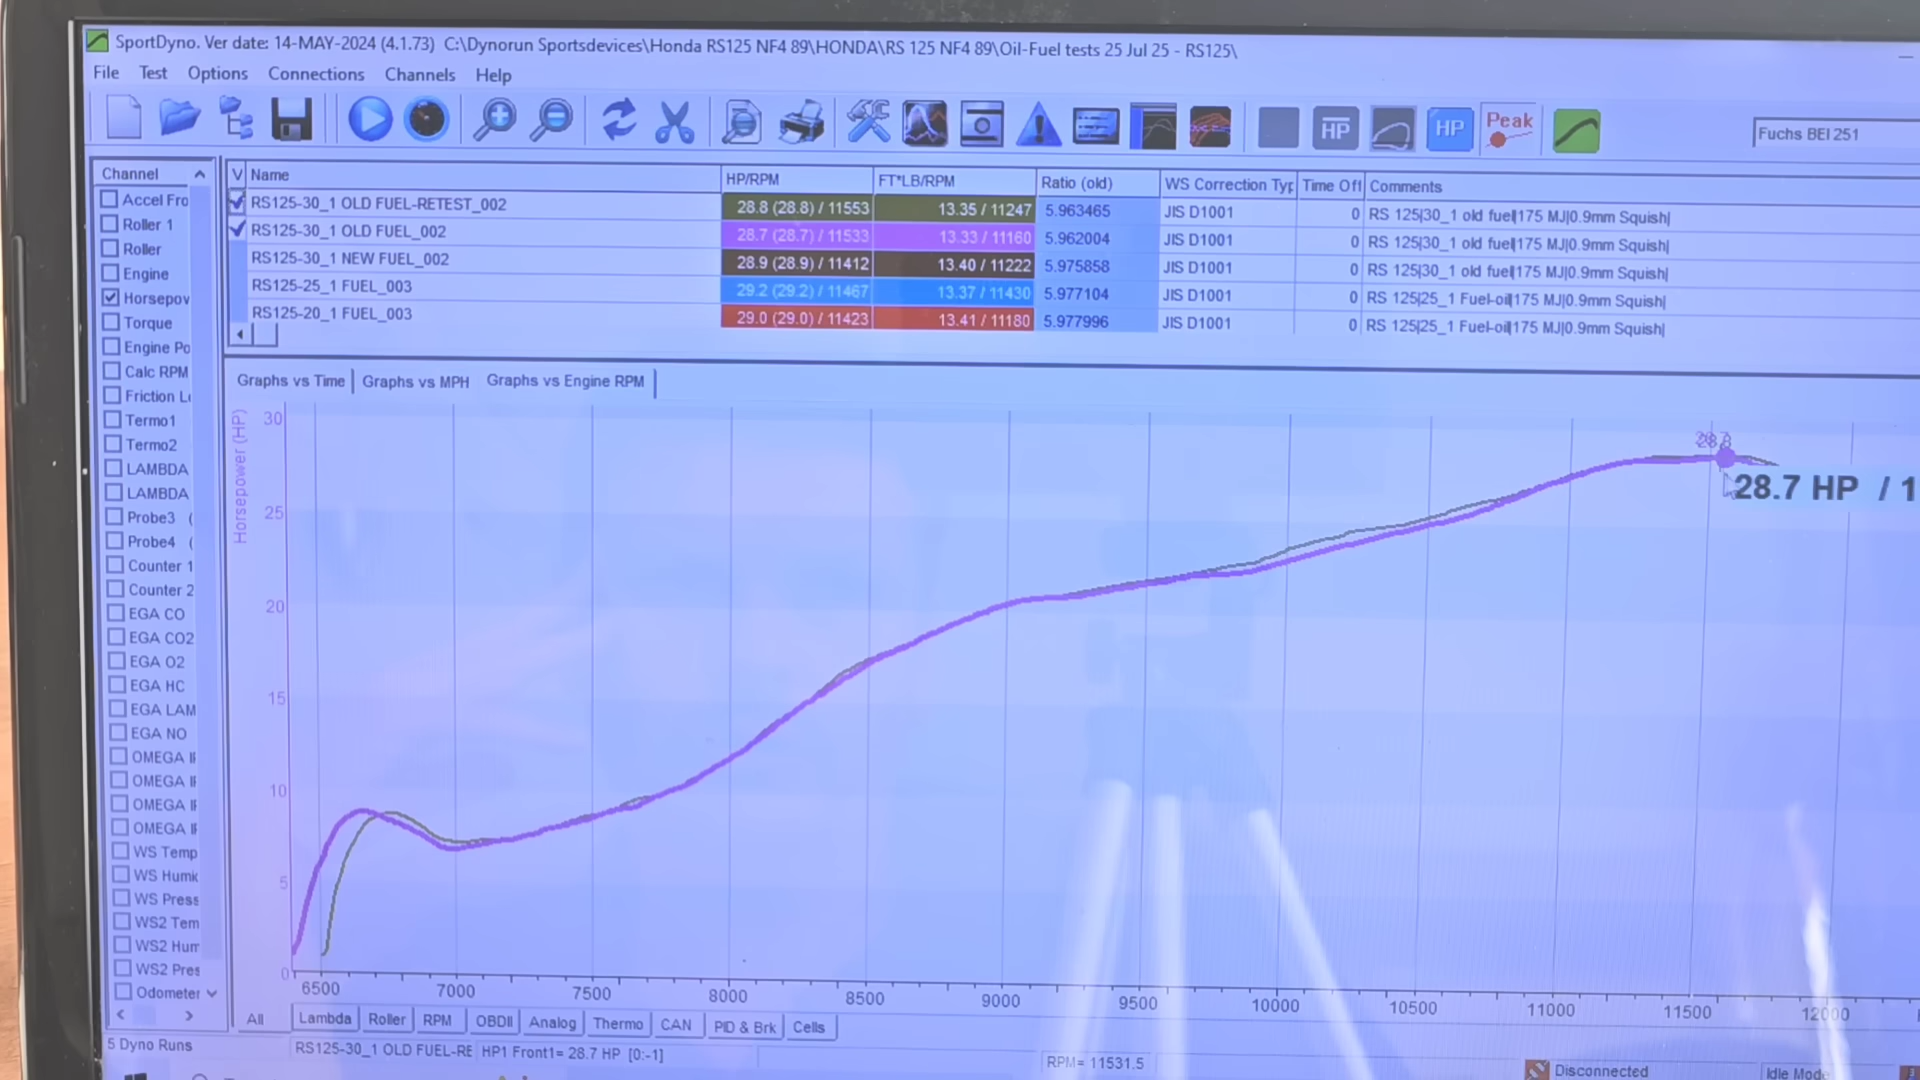 SportDyno. Ver date: 14-MAY-2024 (4.1.73) C:\Dynorun Sportsdevices\Honda RS125 NF4 89\HONDA\RS 125 NF4 89\Oil-Fuel tests 25 Jul 25 - RS125\
File Test Options Connections Channels Help
HP HP Peak Fuchs BEI 251
Channel V Name HP/RPM FT*LB/RPM Ratio (old) WS Correction Typ Time Off Comments
RS125-30_1 OLD FUEL-RETEST_002 28.8 (28.8) / 11553 13.35 / 11247 5.963465 JIS D1001 0 RS 125|30_1 old fuel|175 MJ|0.9mm Squish|
RS125-30_1 OLD FUEL_002 28.7 (28.7) / 11533 13.33 / 11160 5.962004 JIS D1001 0 RS 125|30_1 old fuel|175 MJ|0.9mm Squish|
RS125-30_1 NEW FUEL_002 28.9 (28.9) / 11412 13.40 / 11222 5.975858 JIS D1001 0 RS 125|30_1 old fuel|175 MJ|0.9mm Squish|
RS125-25_1 FUEL_003 29.2 (29.2) / 11467 13.37 / 11430 5.977104 JIS D1001 0 RS 125|25_1 Fuel-oil|175 MJ|0.9mm Squish|
RS125-20_1 FUEL_003 29.0 (29.0) / 11423 13.41 / 11180 5.977996 JIS D1001 0 RS 125|25_1 Fuel-oil|175 MJ|0.9mm Squish|
Accel Fro
Roller 1
Roller
Engine
Horsepov
Torque
Engine Po
Calc RPM
Friction Lo
Termo1
Termo2
LAMBDA
LAMBDA
Probe3 (
Probe4 (
Counter 1
Counter 2
EGA CO
EGA CO2
EGA O2
EGA HC
EGA LAM
EGA NO
OMEGA IF
OMEGA IF
OMEGA IF
OMEGA IF
WS Temp
WS Humk
WS Press
WS2 Tem
WS2 Hum
WS2 Pres
Odometer
Graphs vs Time Graphs vs MPH Graphs vs Engine RPM
Horsepower (HP)
30
25
20
15
10
5
0
28.7 HP / 1
6500 7000 7500 8000 8500 9000 9500 10000 10500 11000 11500 12000
All Lambda Roller RPM OBDII Analog Thermo CAN PID & Brk Cells
5 Dyno Runs RS125-30_1 OLD FUEL-RE HP1 Front1= 28.7 HP [0:-1] RPM= 11531.5 Disconnected Idle Mode